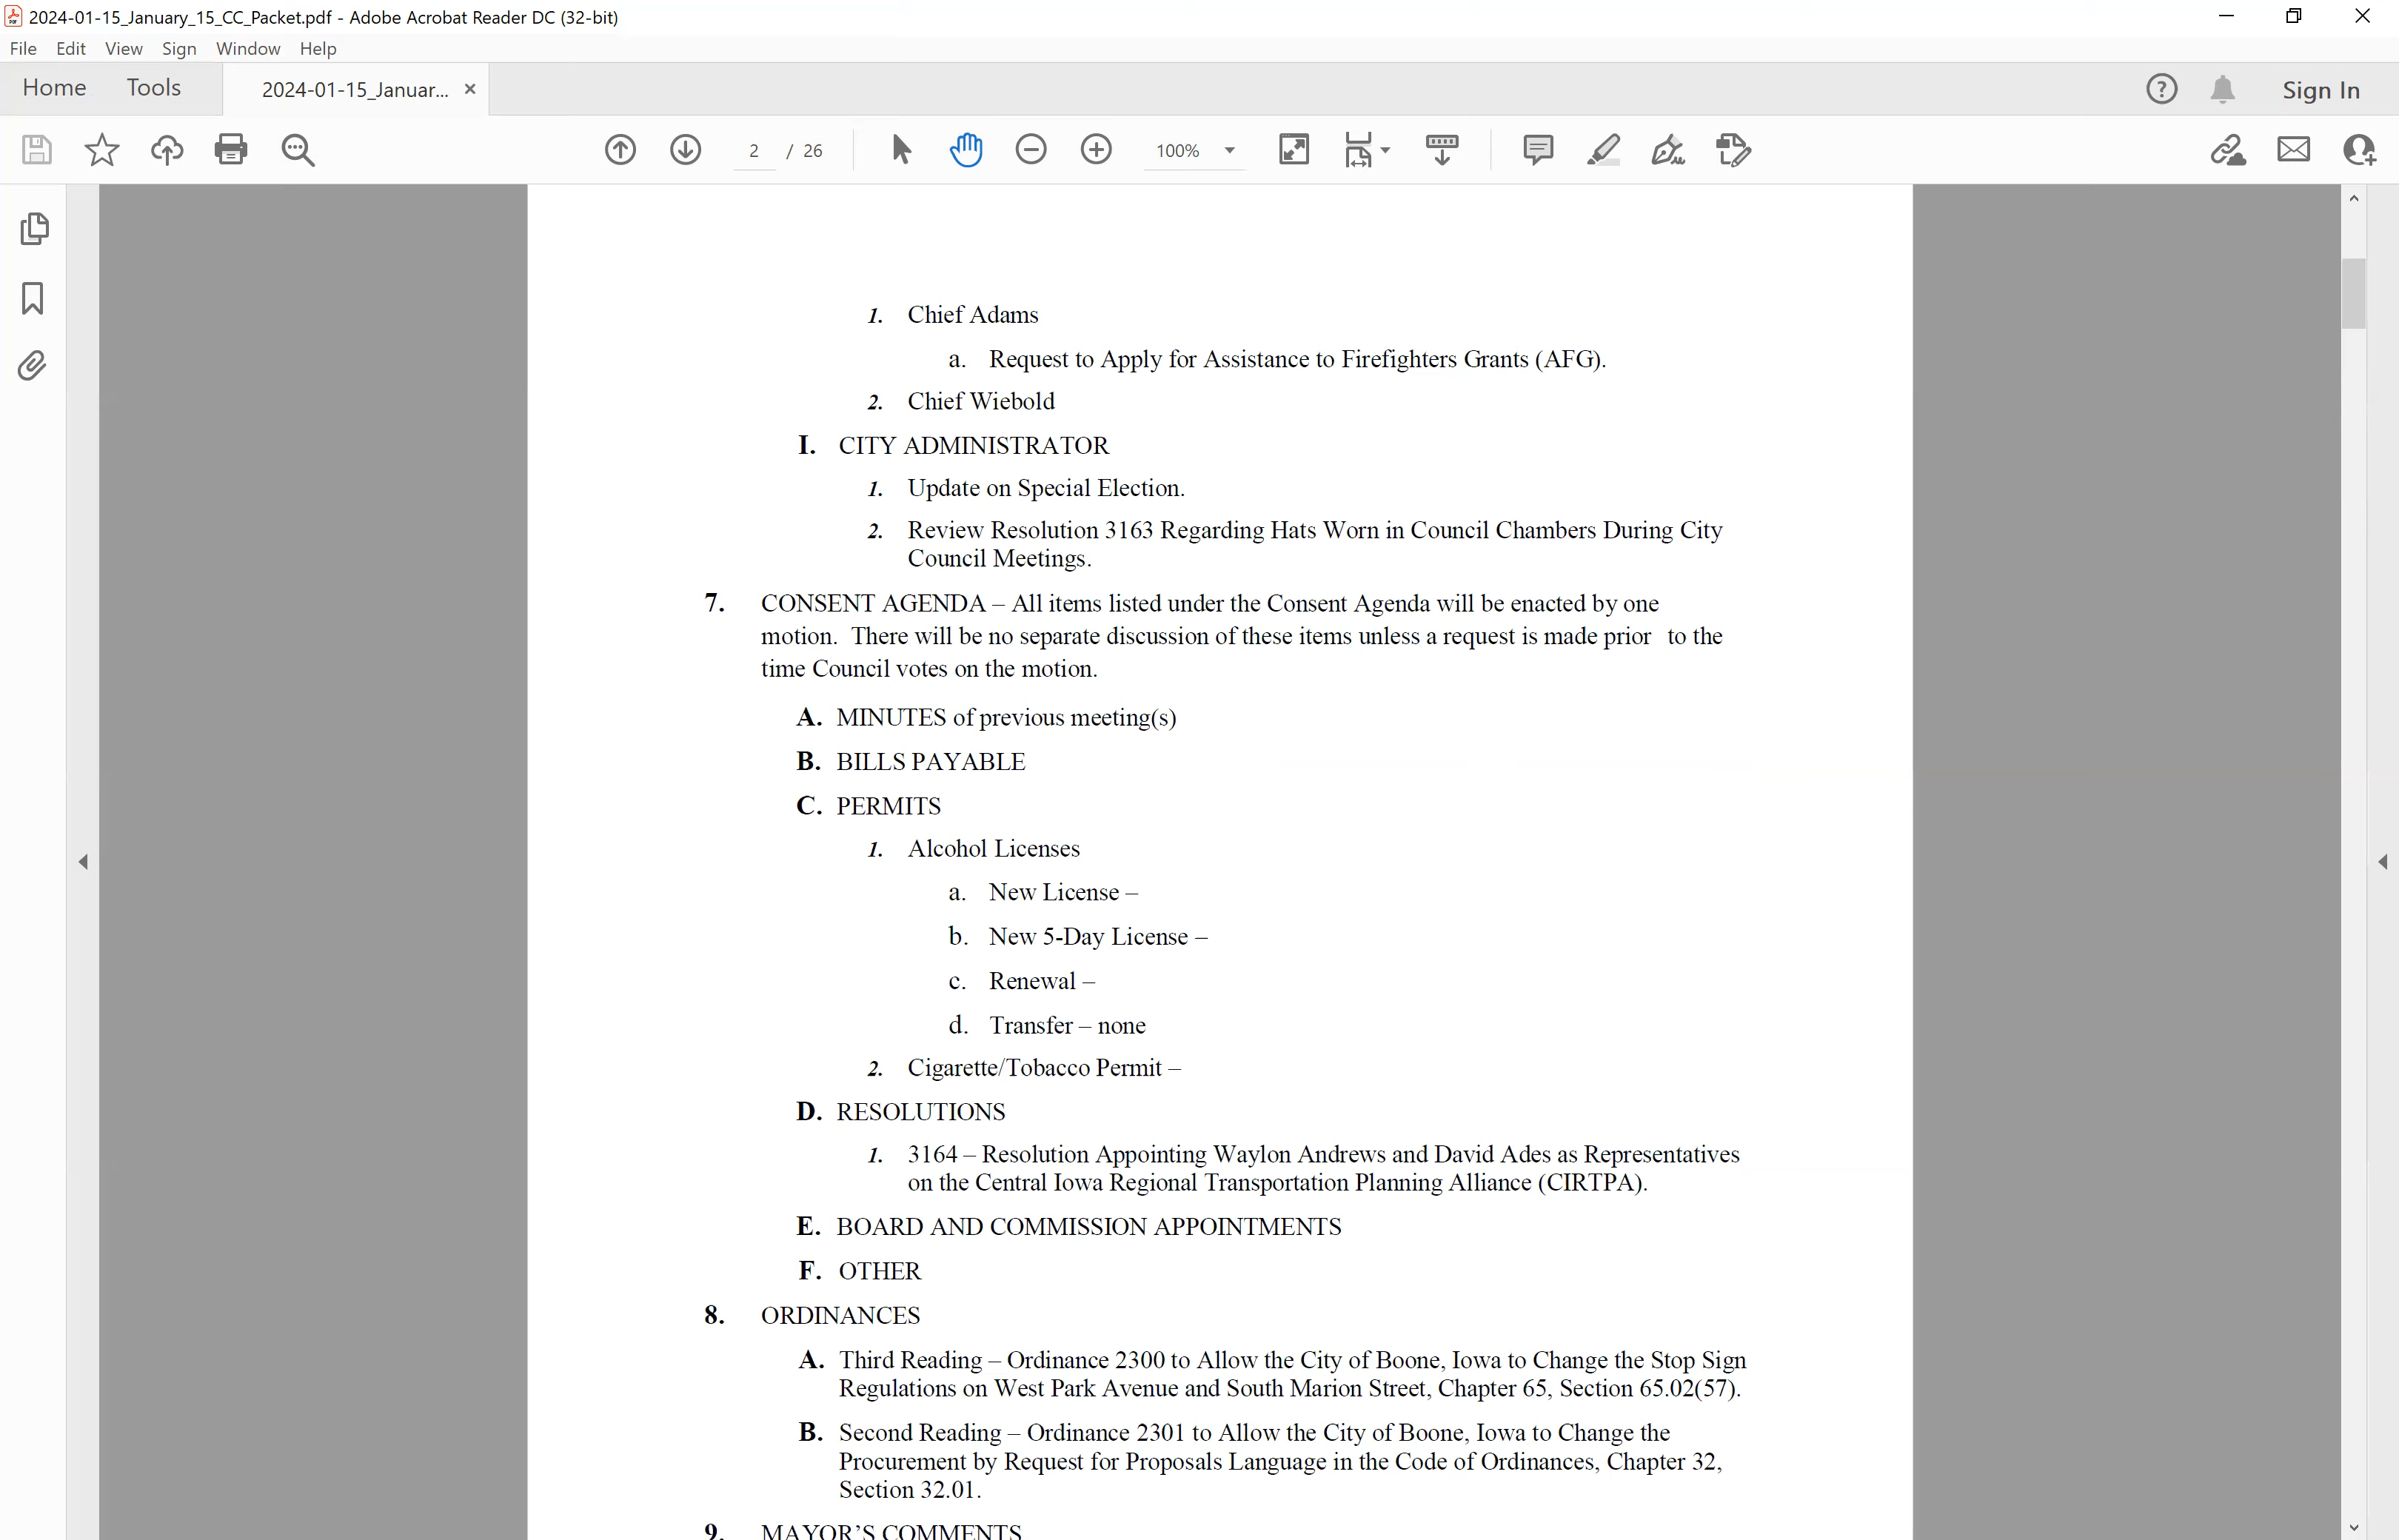 2024-01-15_January_15_CC_Packet.pdf - Adobe Acrobat Reader DC (32-bit)
File Edit View Sign Window Help
Home Tools 2024-01-15_Januar... × Sign In
2 / 26 100%
1. Chief Adams
a. Request to Apply for Assistance to Firefighters Grants (AFG).
2. Chief Wiebold
I. CITY ADMINISTRATOR
1. Update on Special Election.
2. Review Resolution 3163 Regarding Hats Worn in Council Chambers During City
Council Meetings.
7. CONSENT AGENDA – All items listed under the Consent Agenda will be enacted by one
motion. There will be no separate discussion of these items unless a request is made prior to the
time Council votes on the motion.
A. MINUTES of previous meeting(s)
B. BILLS PAYABLE
C. PERMITS
1. Alcohol Licenses
a. New License –
b. New 5-Day License –
c. Renewal –
d. Transfer – none
2. Cigarette/Tobacco Permit –
D. RESOLUTIONS
1. 3164 – Resolution Appointing Waylon Andrews and David Ades as Representatives
on the Central Iowa Regional Transportation Planning Alliance (CIRTPA).
E. BOARD AND COMMISSION APPOINTMENTS
F. OTHER
8. ORDINANCES
A. Third Reading – Ordinance 2300 to Allow the City of Boone, Iowa to Change the Stop Sign
Regulations on West Park Avenue and South Marion Street, Chapter 65, Section 65.02(57).
B. Second Reading – Ordinance 2301 to Allow the City of Boone, Iowa to Change the
Procurement by Request for Proposals Language in the Code of Ordinances, Chapter 32,
Section 32.01.
9. MAYOR'S COMMENTS